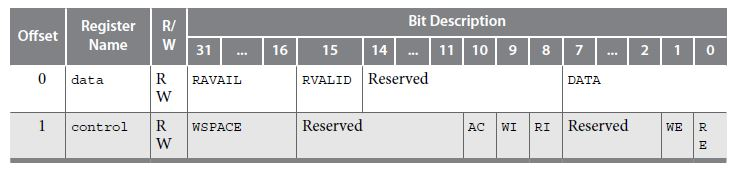 Offset Register Name R/W Bit Description
31 ... 16 15 14 ... 11 10 9 8 7 ... 2 1 0
0 data RW RAVAIL RVALID Reserved DATA
1 control RW WSPACE Reserved AC WI RI Reserved WE RE